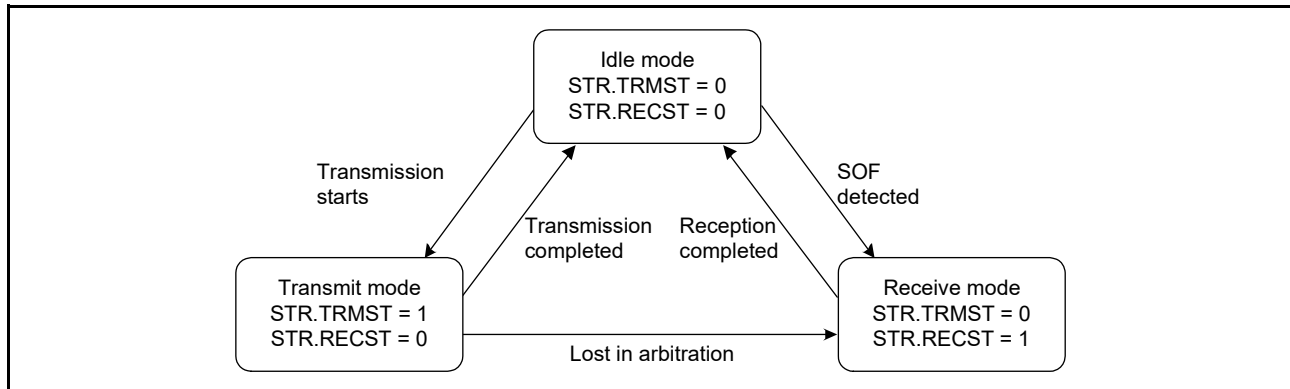 Idle mode
STR.TRMST = 0
STR.RECST = 0
Transmission
starts
SOF
detected
Transmission
completed
Reception
completed
Transmit mode
STR.TRMST = 1
STR.RECST = 0
Receive mode
STR.TRMST = 0
STR.RECST = 1
Lost in arbitration